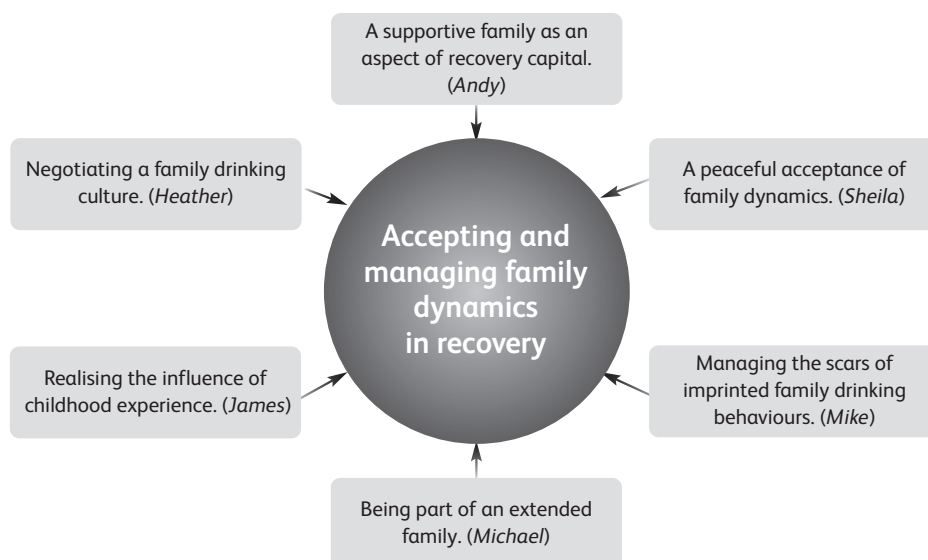 A supportive family as an
aspect of recovery capital.
(Andy)
Negotiating a family drinking
culture. (Heather)
A peaceful acceptance of
family dynamics. (Sheila)
Accepting and
managing family
dynamics
in recovery
Realising the influence of
childhood experience. (James)
Managing the scars of
imprinted family drinking
behaviours. (Mike)
Being part of an extended
family. (Michael)